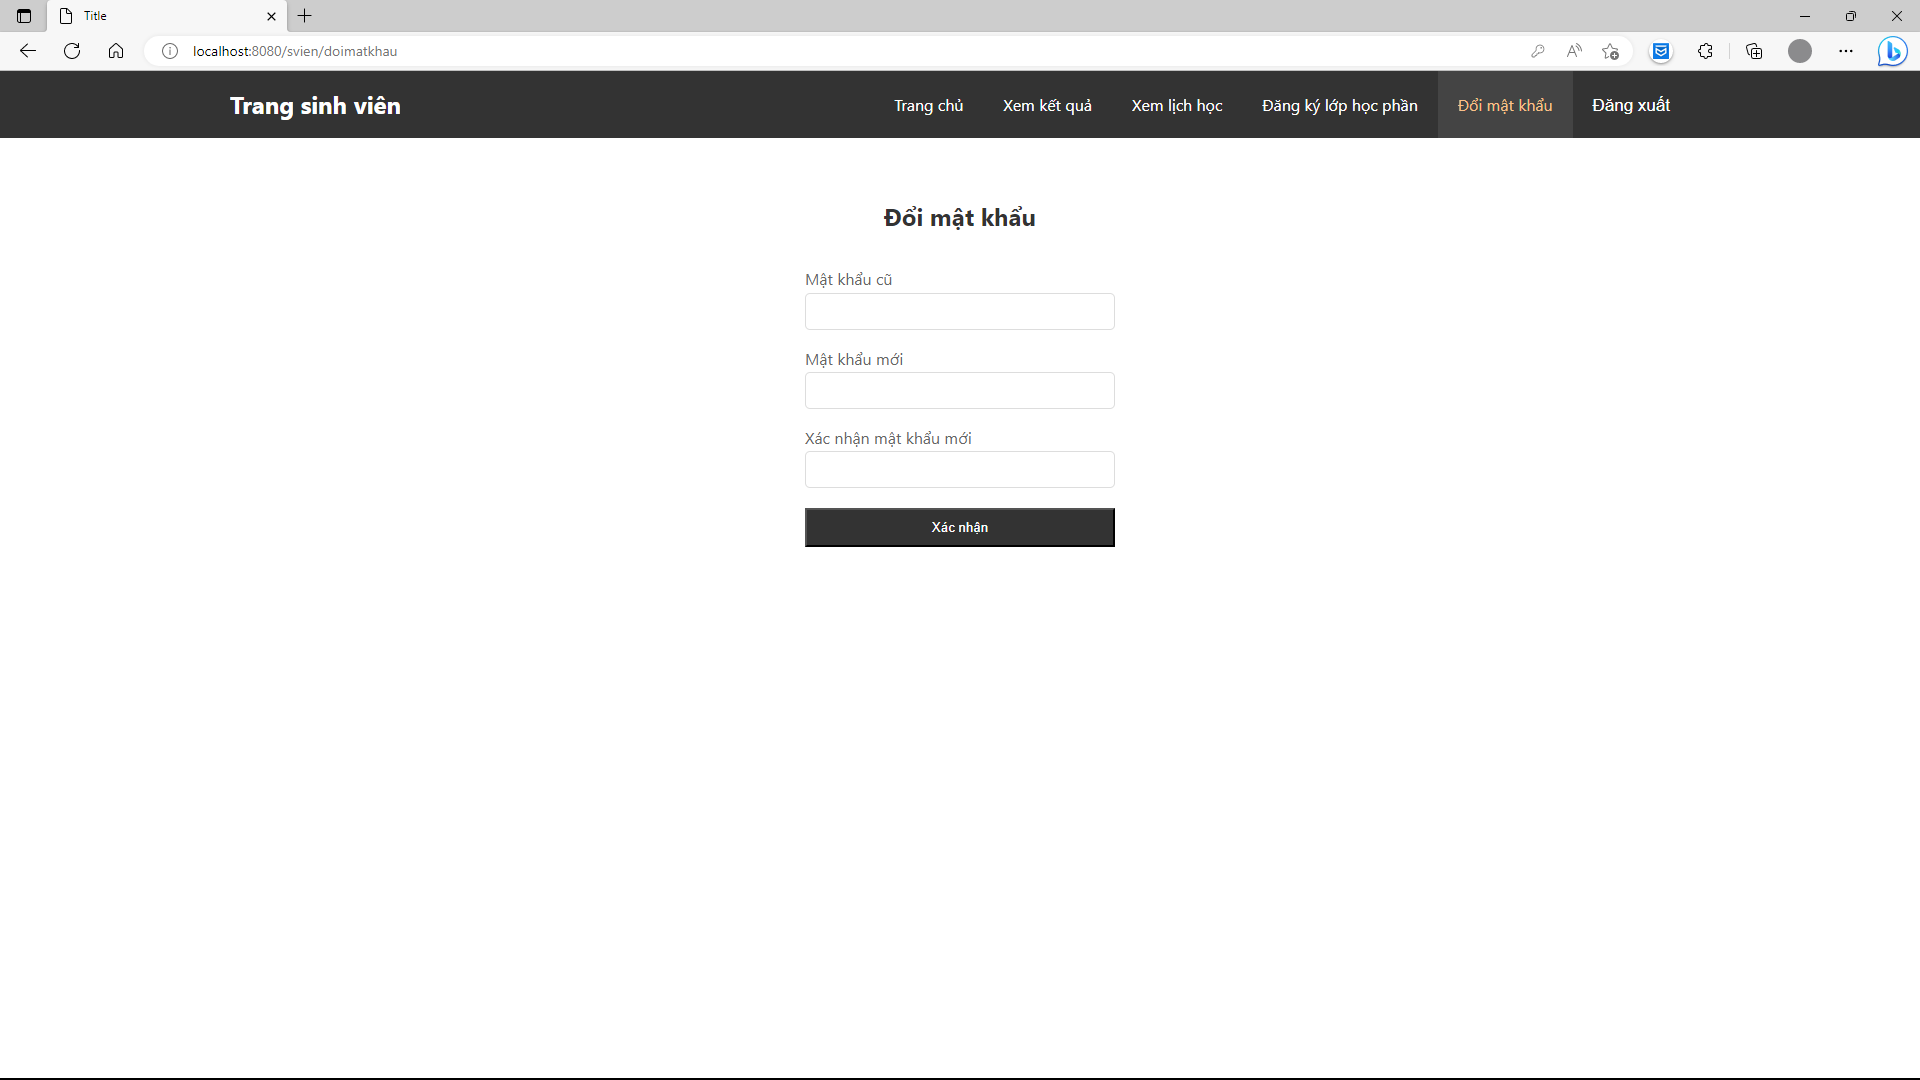 Title
localhost:8080/svien/doimatkhau
Trang sinh viên
Trang chủ
Xem kết quả
Xem lịch học
Đăng ký lớp học phần
Đổi mật khẩu
Đăng xuất
Đổi mật khẩu
Mật khẩu cũ
Mật khẩu mới
Xác nhận mật khẩu mới
Xác nhận